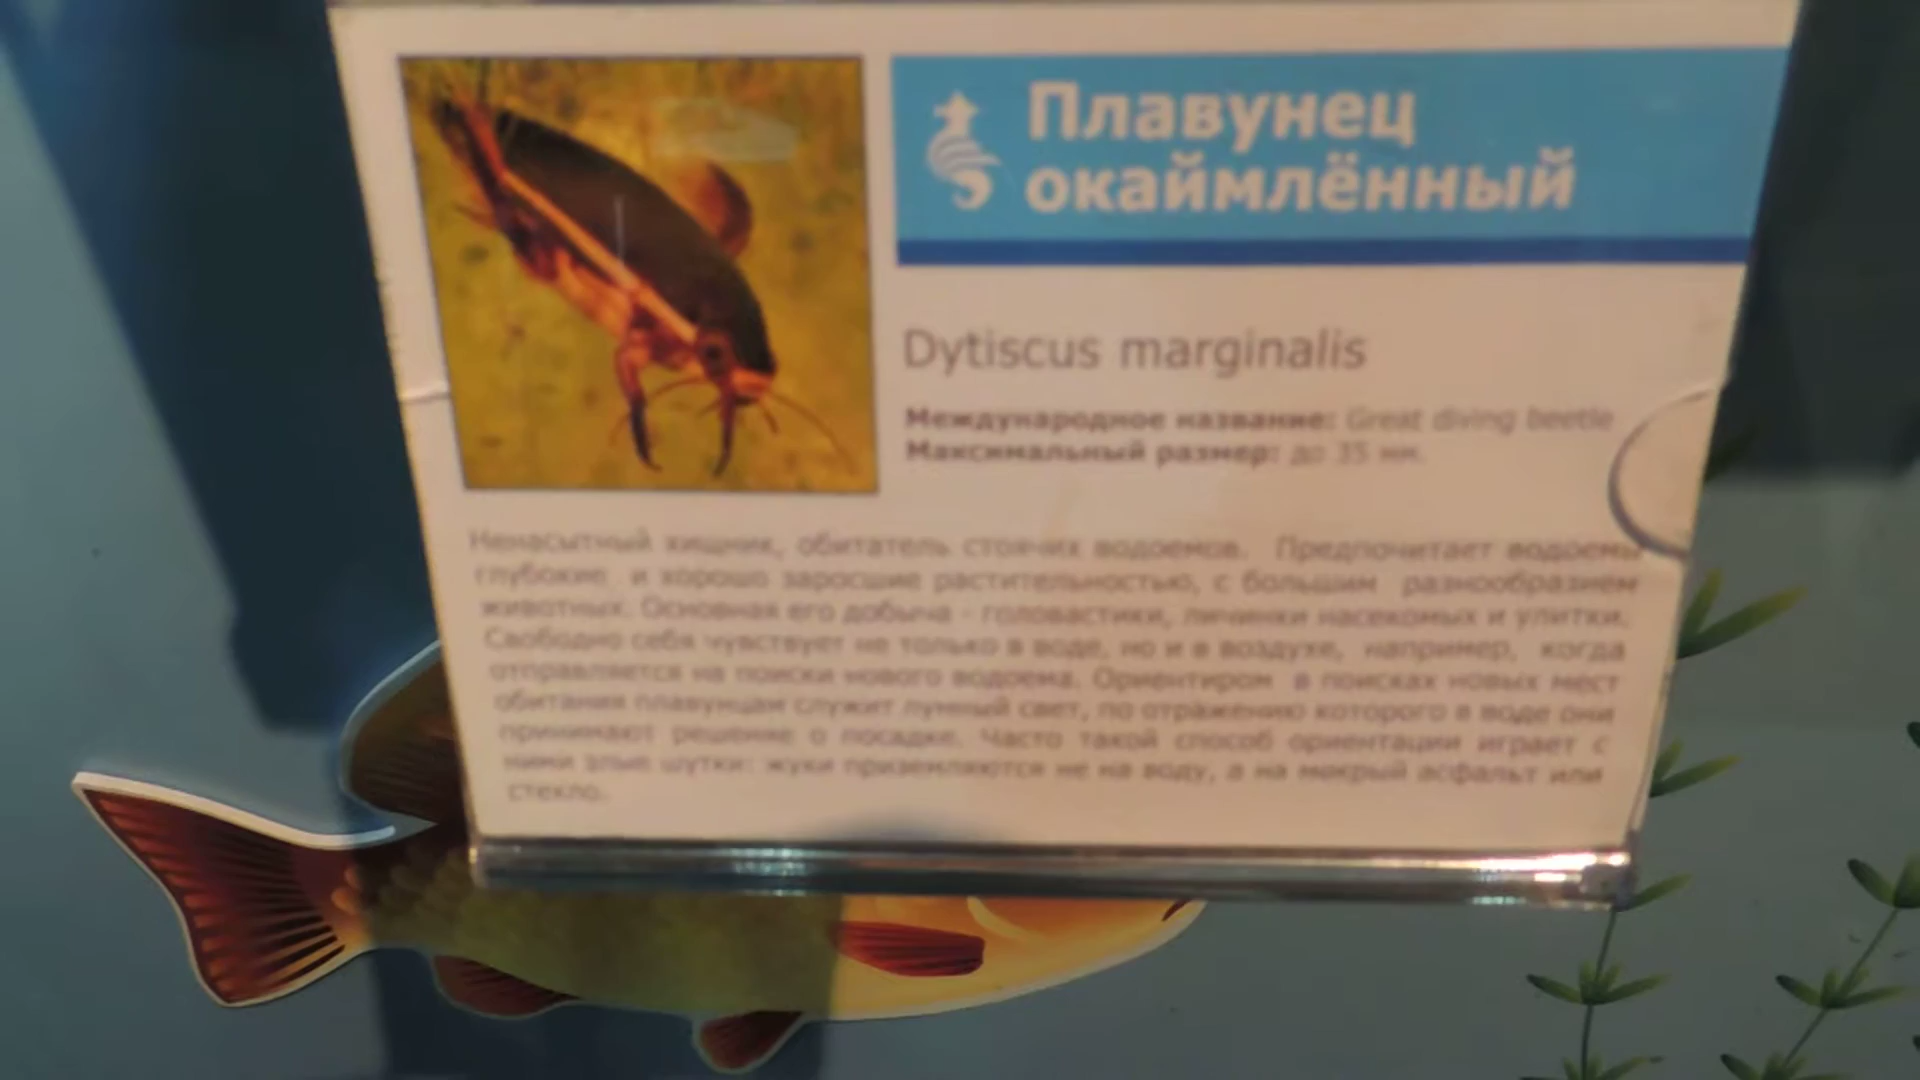 Плавунец
окаймлённый
Dytiscus marginalis
Международное название: Great diving beetle
Максимальный размер: до 35 мм.
Ненасытный хищник, обитатель стоячих водоемов. Предпочитает водоемы
глубокие и хорошо заросшие растительностью, с большим разнообразием
животных. Основная его добыча - головастики, личинки насекомых и улитки.
Свободно себя чувствует не только в воде, но и в воздухе, например, когда
отправляется на поиски нового водоема. Ориентиром в поисках новых мест
обитания плавунцам служит лунный свет, по отражению которого в воде они
принимают решение о посадке. Часто такой способ ориентации играет с
ними злые шутки: жуки приземляются не на воду, а на мокрый асфальт или
стекло.